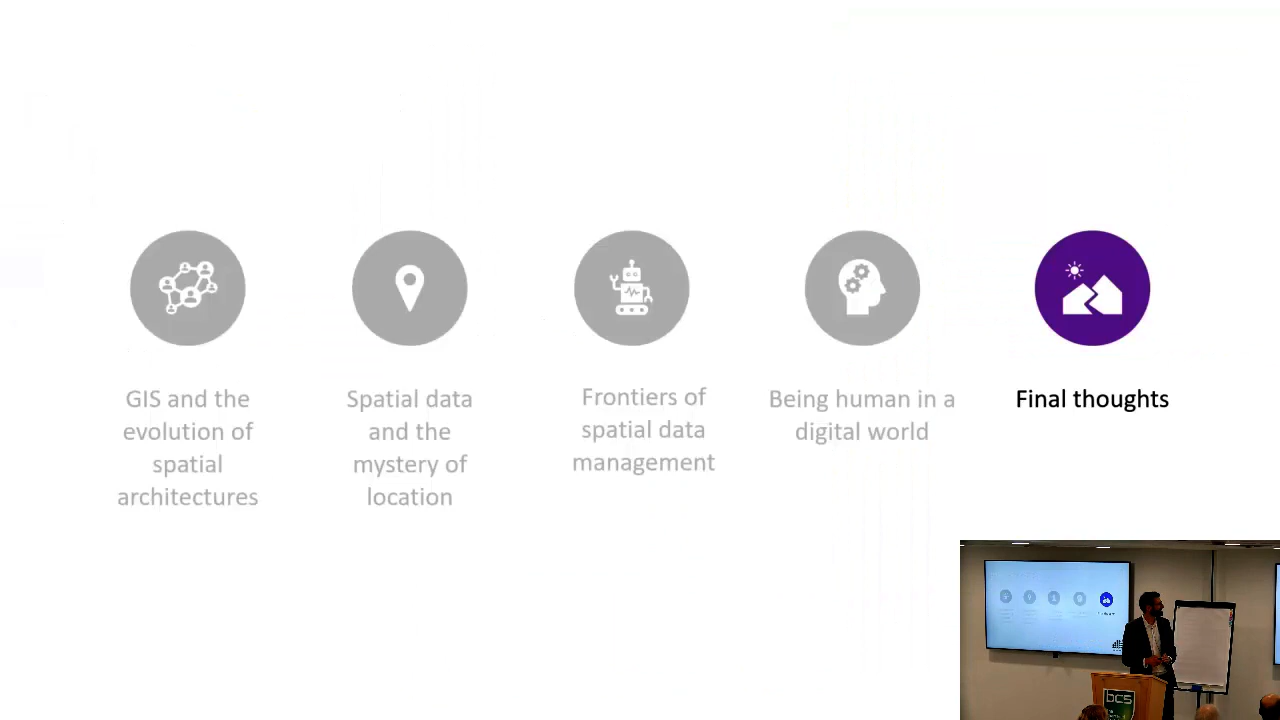 GIS and the
evolution of
spatial
architectures
Spatial data
and the
mystery of
location
Frontiers of
spatial data
management
Being human in a
digital world
Final thoughts
bcs